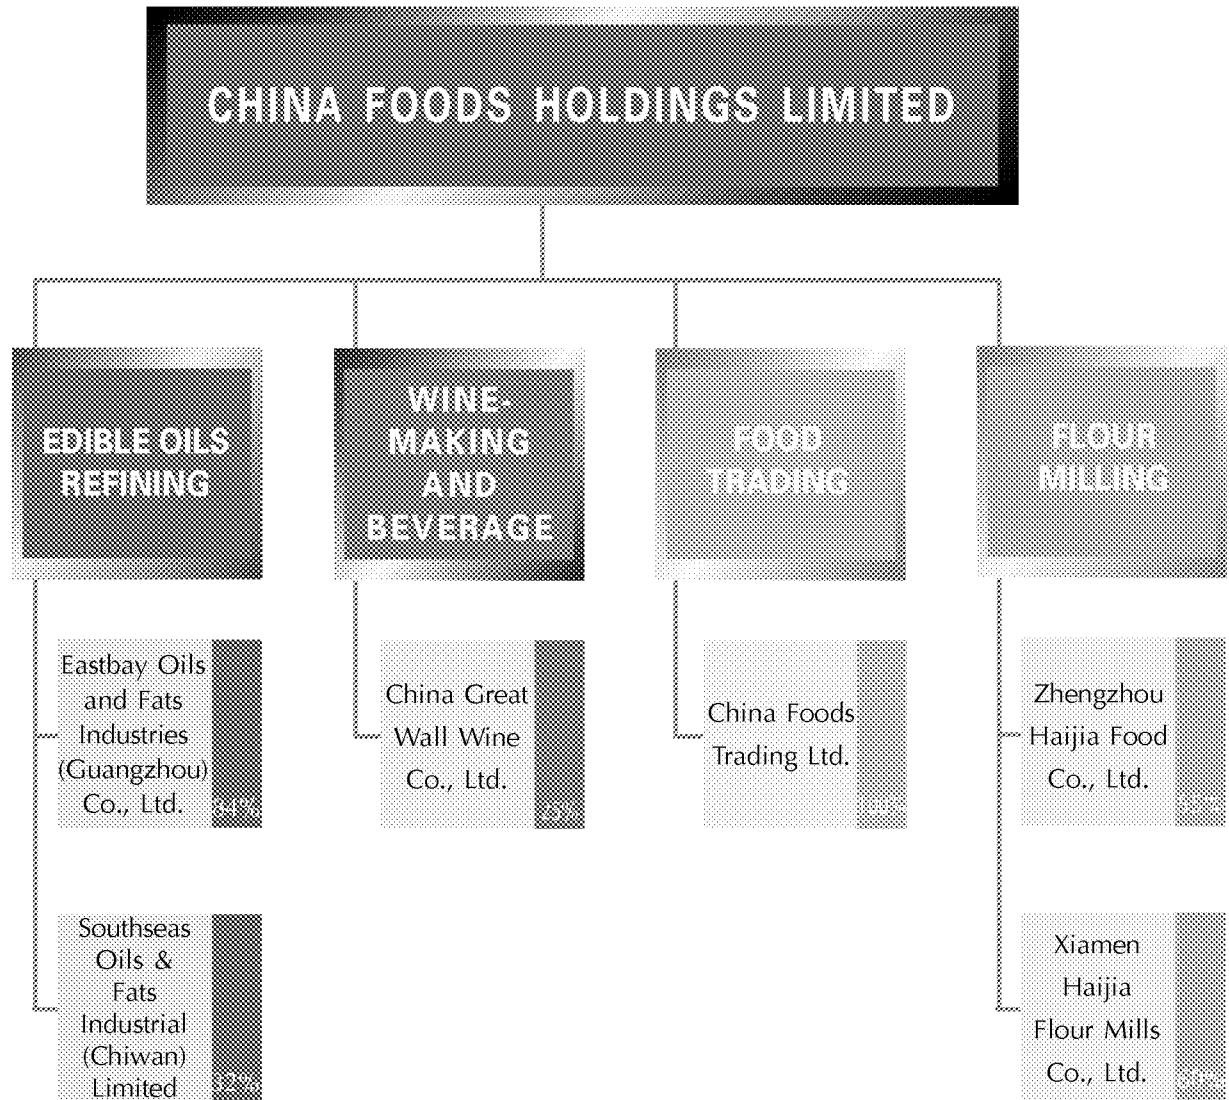 CHINA FOODS HOLDINGS LIMITED
EDIBLE OILS
REFINING
WINE-
MAKING
AND
BEVERAGE
FOOD
TRADING
FLOUR
MILLING
Eastbay Oils
and Fats
Industries
(Guangzhou)
Co., Ltd.
84%
China Great
Wall Wine
Co., Ltd.
25%
China Foods
Trading Ltd.
Zhengzhou
Haijia Food
Co., Ltd.
Southseas
Oils &
Fats
Industrial
(Chiwan)
Limited
32%
Xiamen
Haijia
Flour Mills
Co., Ltd.